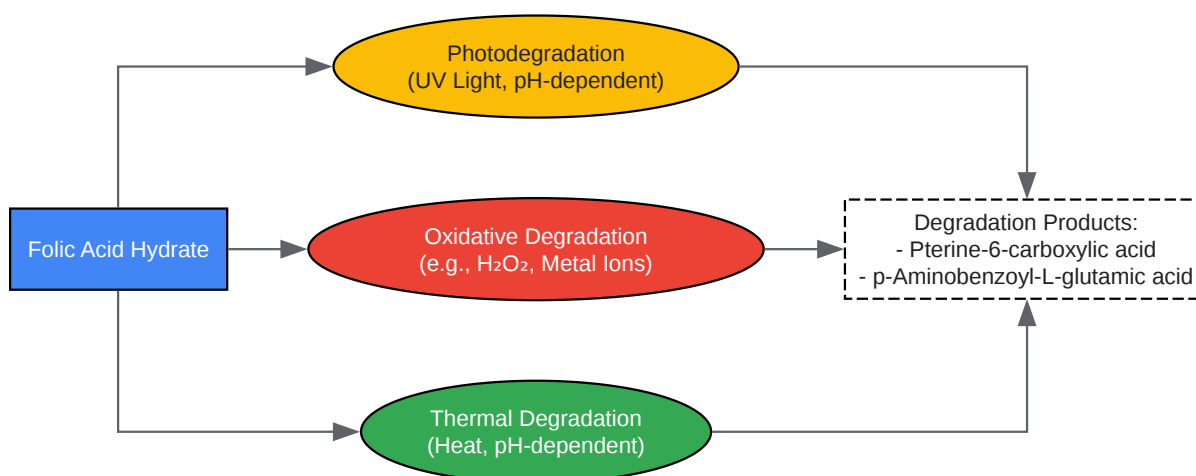 Photodegradation
(UV Light, pH-dependent)
Folic Acid Hydrate
Oxidative Degradation
(e.g., H₂O₂, Metal Ions)
Degradation Products:
- Pterine-6-carboxylic acid
- p-Aminobenzoyl-L-glutamic acid
Thermal Degradation
(Heat, pH-dependent)